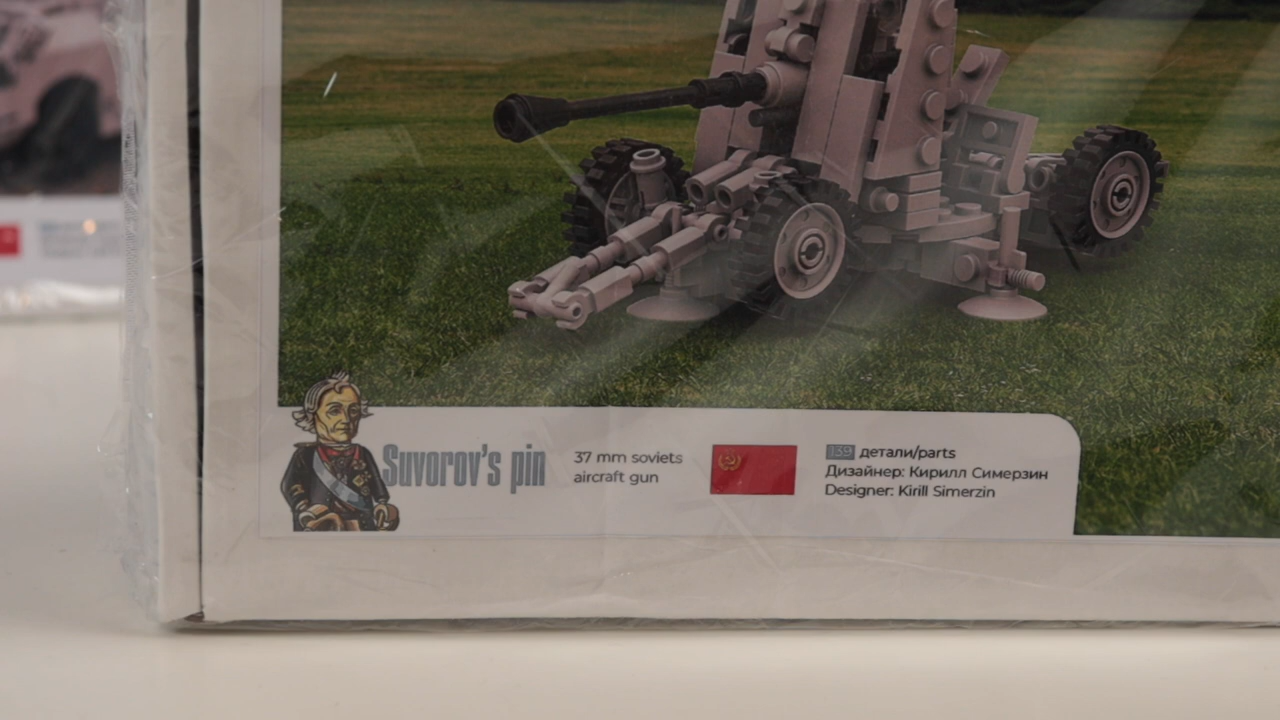 Suvorov's pin
37 mm soviets
aircraft gun
139 детали/parts
Дизайнер: Кирилл Симерзин
Designer: Kirill Simerzin